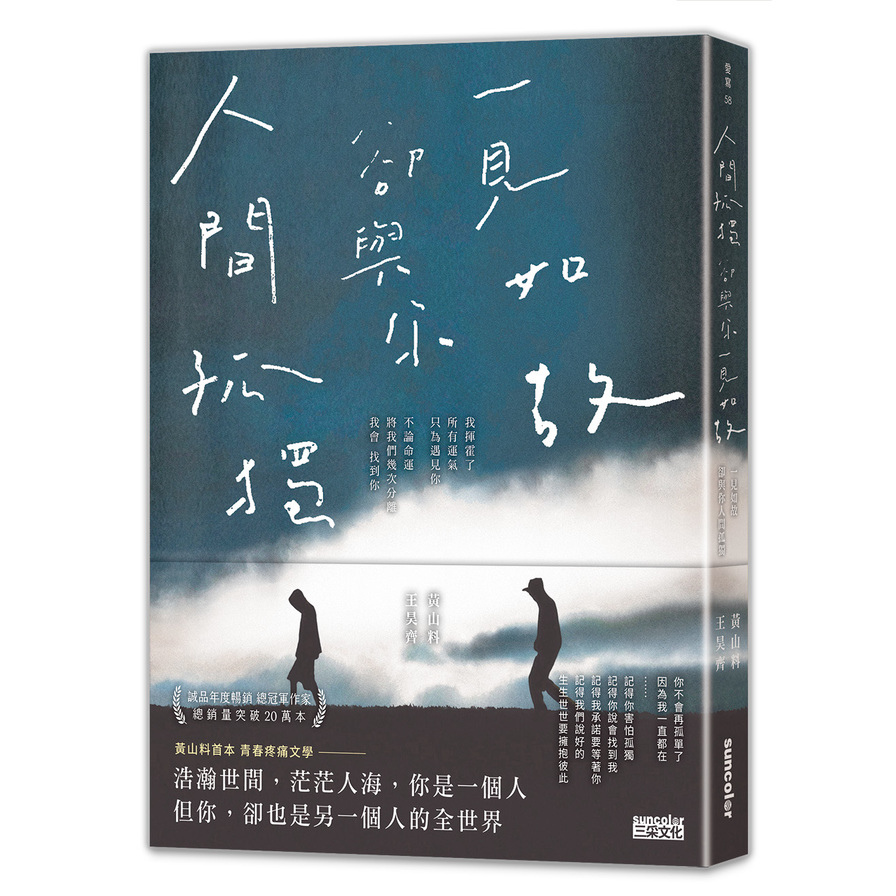 人間孤獨
卻與你
一見如故
我揮霍了
所有運氣
只為遇見你
不論命運
將我們幾次分離
我會 找到你
黃山料
王昊齊
你不會再孤單了
因為我一直都在
⋯⋯
記得你害怕孤獨
記得你說會找到我
記得我承諾要等著你
記得我們說好的
生生世世要擁抱彼此
誠品年度暢銷 總冠軍作家
總銷量突破20萬本
黃山料首本 青春疼痛文學
浩瀚世間，茫茫人海，你是一個人
但你，卻也是另一個人的全世界
suncolor
三采文化
愛寫 58
人間孤獨 卻與你一見如故
一見如故
卻與你人間孤獨
黃山料
王昊齊
suncolor